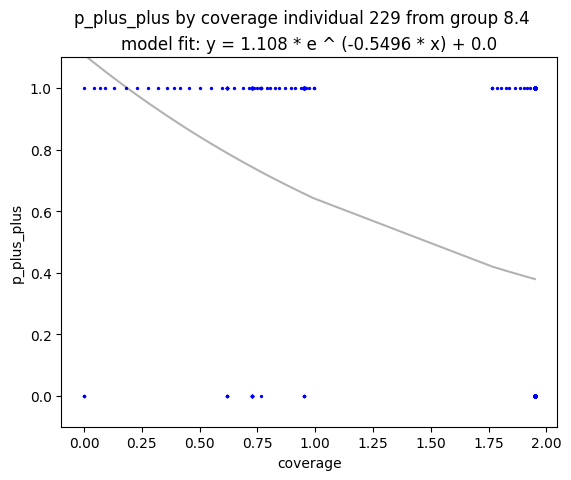 p_plus_plus by coverage individual 229 from group 8.4
model fit: y = 1.108 * e ^ (-0.5496 * x) + 0.0
1.0
0.8
0.6
0.4
0.2
0.0
p_plus_plus
0.00 0.25 0.50 0.75 1.00 1.25 1.50 1.75 2.00
coverage